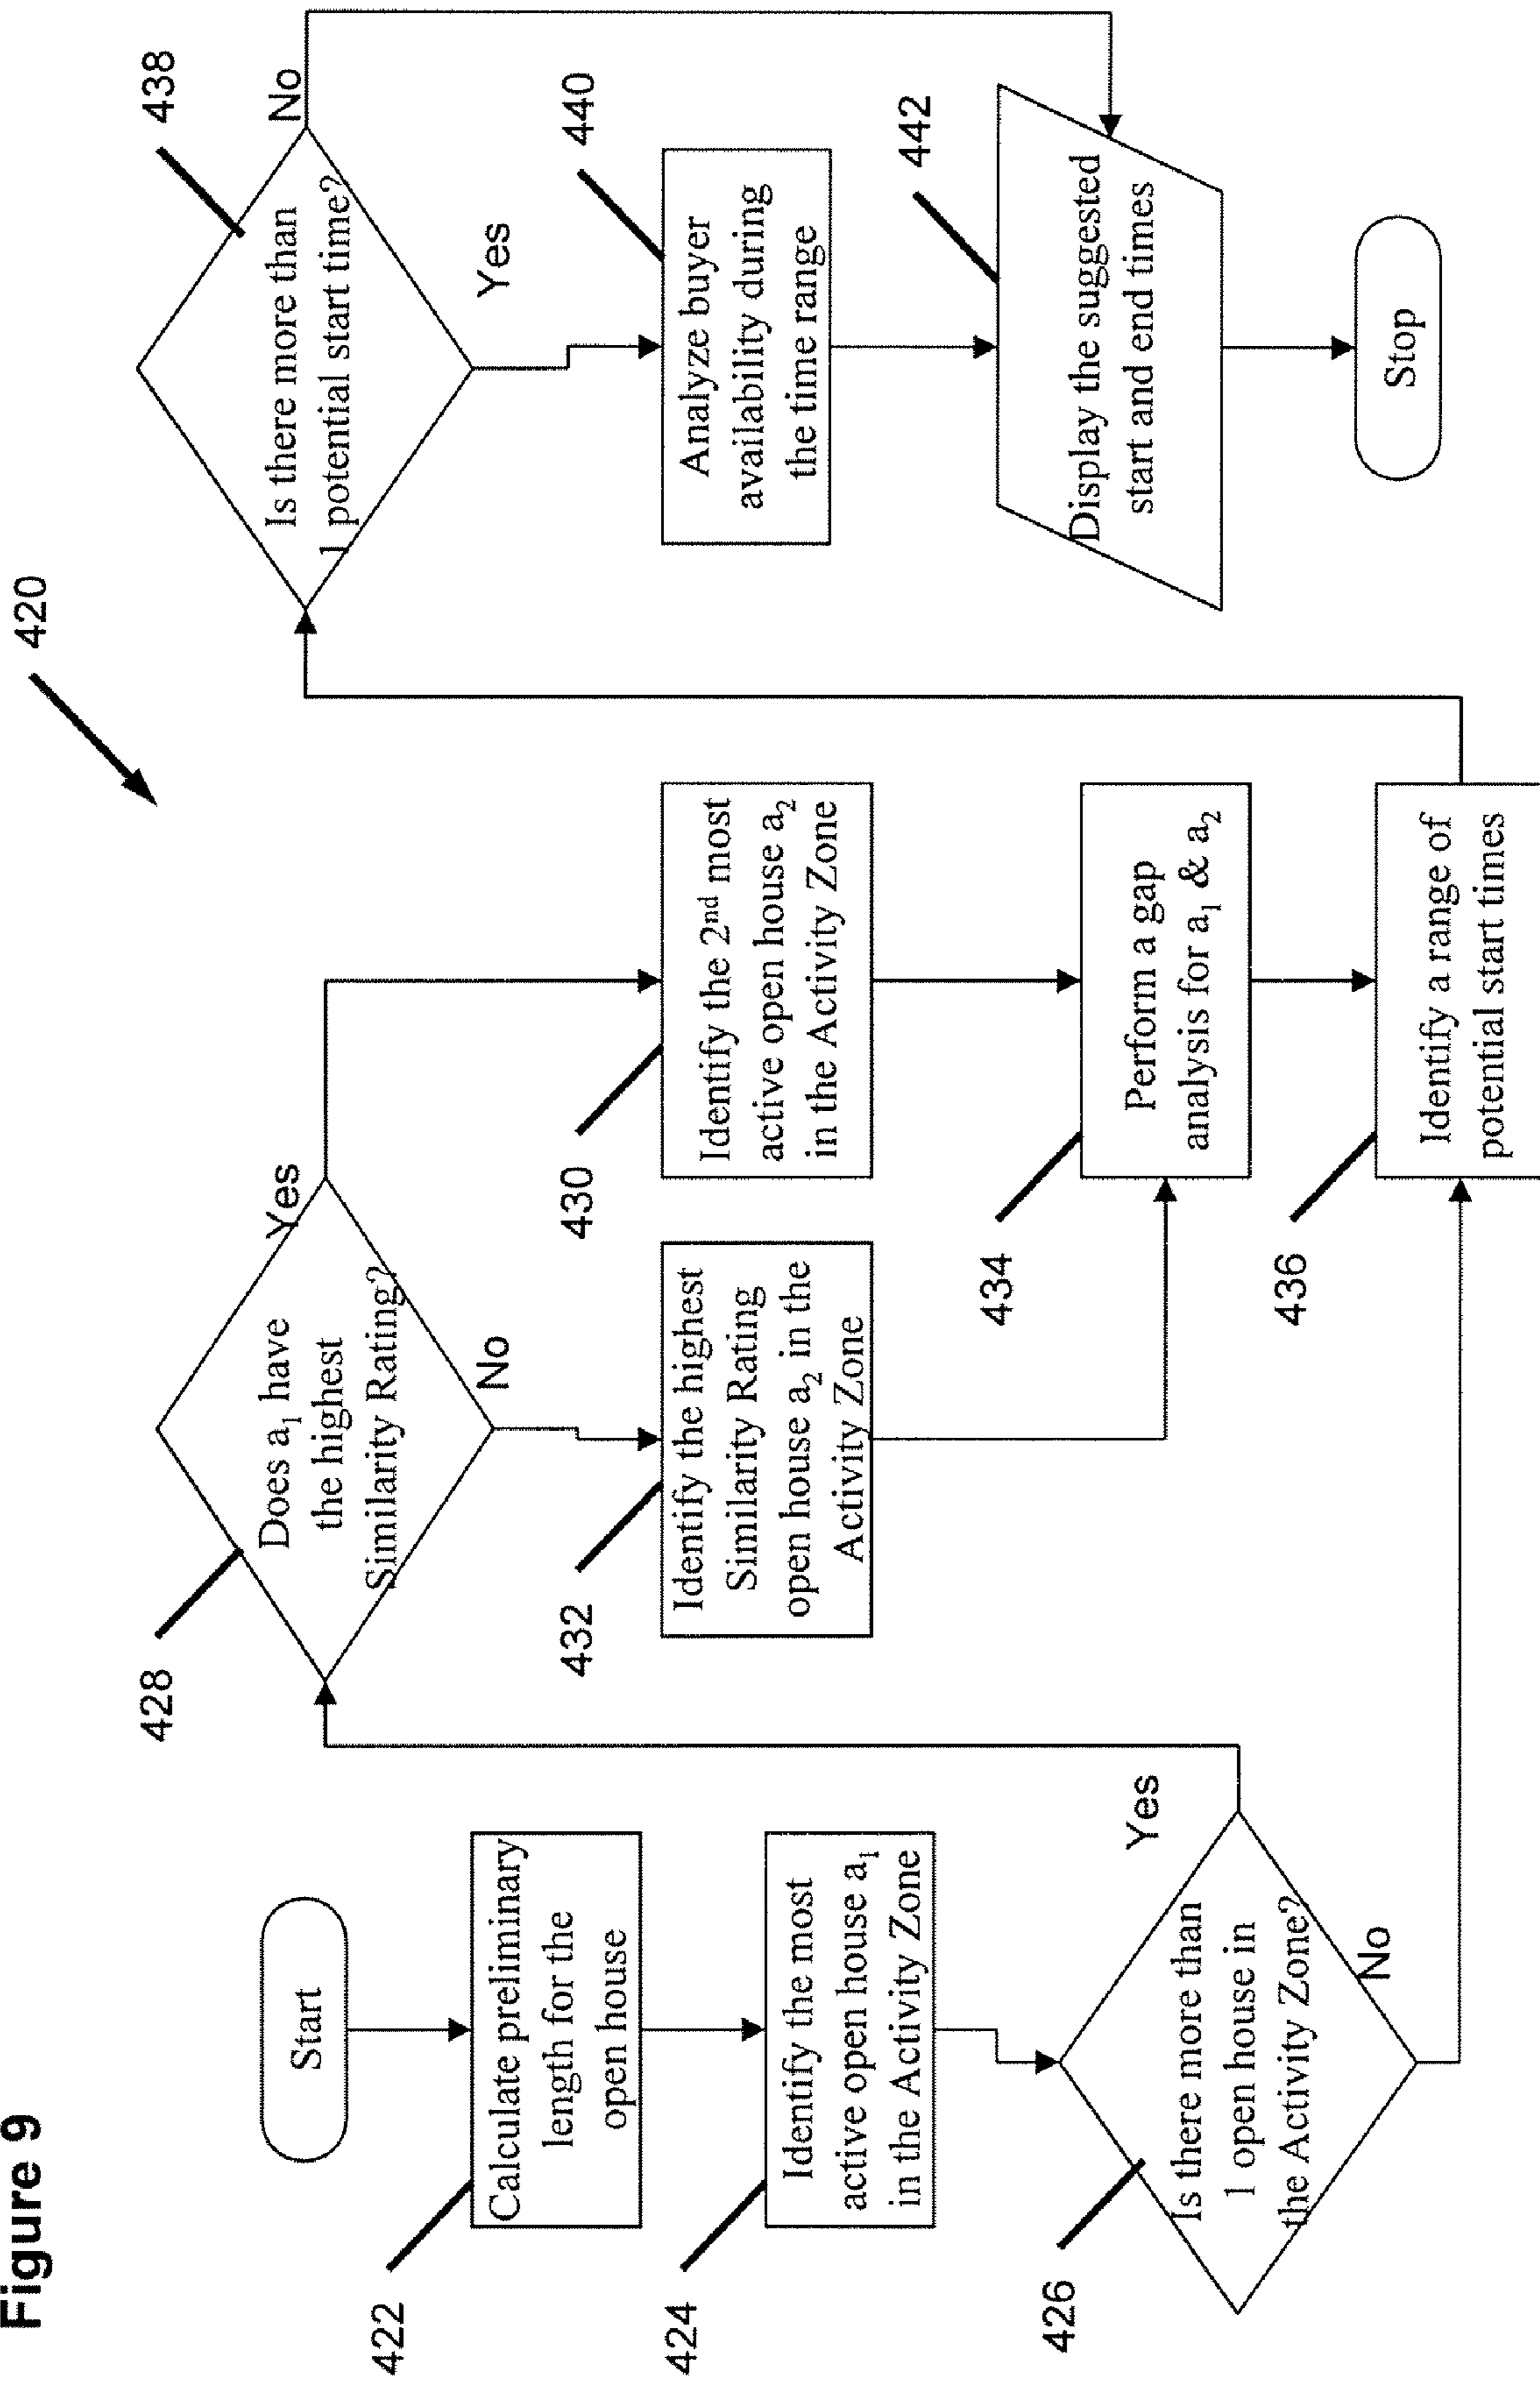 Figure 9
420
Start
422
Calculate preliminary
length for the
open house
424
Identify the most
active open house a₁
in the Activity Zone
426
Is there more than
1 open house in
the Activity Zone?
Yes
No
428
Does a₁ have
the highest
Similarity Rating?
Yes
No
432
Identify the highest
Similarity Rating
open house a₂ in the
Activity Zone
430
Identify the 2nd most
active open house a₂
in the Activity Zone
434
Perform a gap
analysis for a₁ & a₂
436
Identify a range of
potential start times
438
Is there more than
1 potential start time?
No
Yes
440
Analyze buyer
availability during
the time range
442
Display the suggested
start and end times
Stop